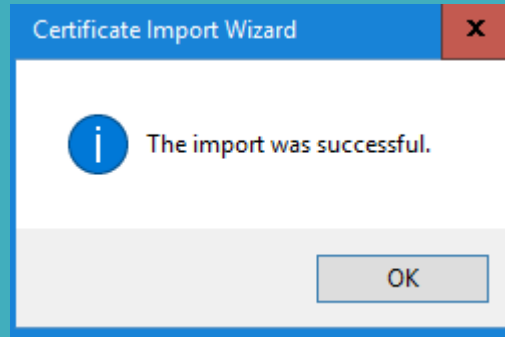 Certificate Import Wizard
The import was successful.
OK